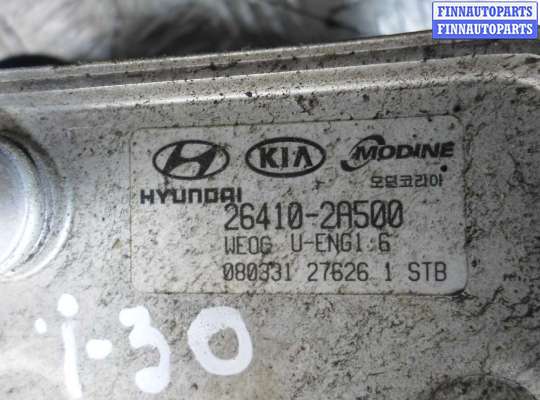 FINNAUTOPARTS
FINNAUTOPARTS
HYUNDAI KIA MODINE
모딘코리아
26410-2A500
WEOG U-ENG1.6
080331 27626 1 STB
i-30